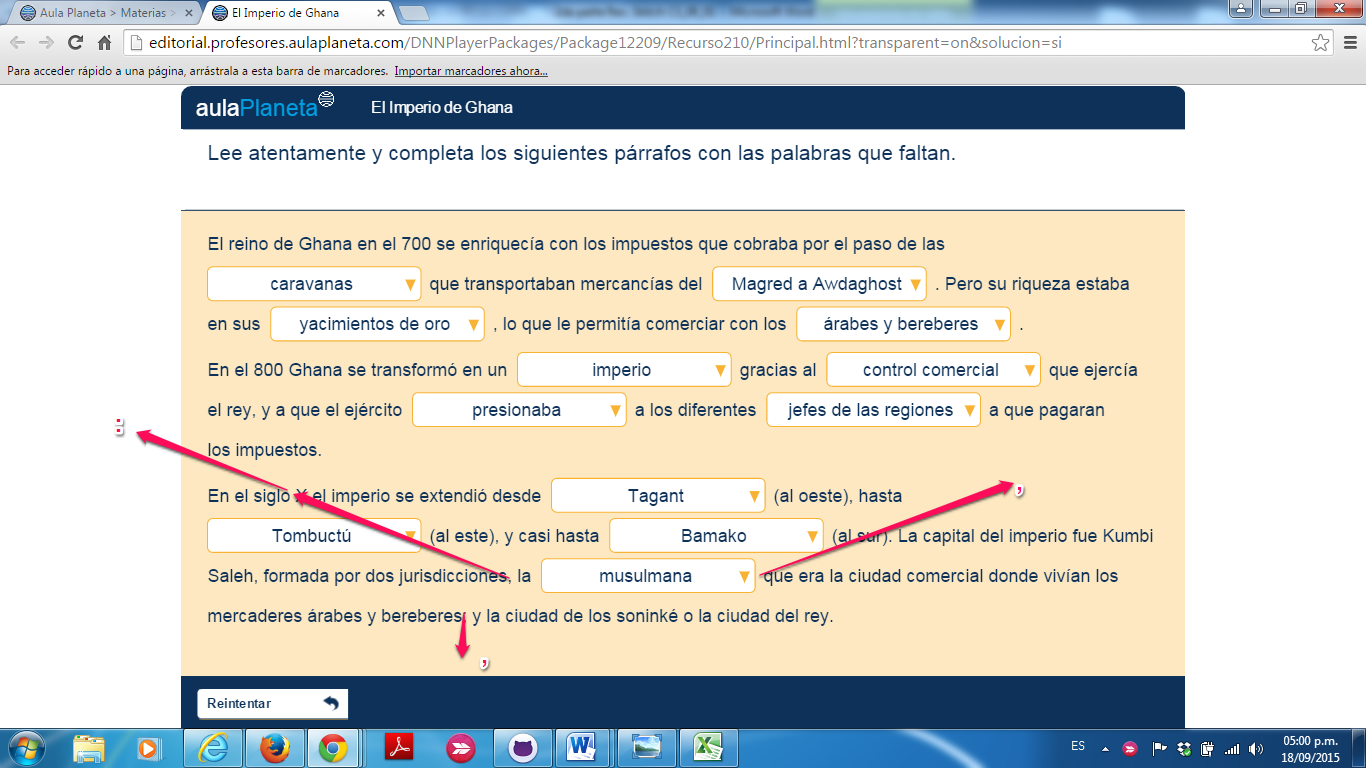 Aula Planeta > Materias >
El Imperio de Ghana
editorial.profesores.aulaplaneta.com/DNNPlayerPackages/Package12209/Recurso210/Principal.html?transparent=on&solucion=si
Para acceder rápido a una página, arrástrala a esta barra de marcadores. Importar marcadores ahora...
aulaPlaneta El Imperio de Ghana
Lee atentamente y completa los siguientes párrafos con las palabras que faltan.
El reino de Ghana en el 700 se enriquecía con los impuestos que cobraba por el paso de las
caravanas que transportaban mercancías del Magred a Awdaghost . Pero su riqueza estaba
en sus yacimientos de oro , lo que le permitía comerciar con los árabes y bereberes .
En el 800 Ghana se transformó en un imperio gracias al control comercial que ejercía
el rey, y a que el ejército presionaba a los diferentes jefes de las regiones a que pagaran
:
los impuestos.
En el siglo X el imperio se extendió desde Tagant (al oeste), hasta
,
Tombuctú (al este), y casi hasta Bamako (al sur). La capital del imperio fue Kumbi
Saleh, formada por dos jurisdicciones, la musulmana que era la ciudad comercial donde vivían los
mercaderes árabes y bereberes; y la ciudad de los soninké o la ciudad del rey.
,
Reintentar
ES
05:00 p.m.
18/09/2015